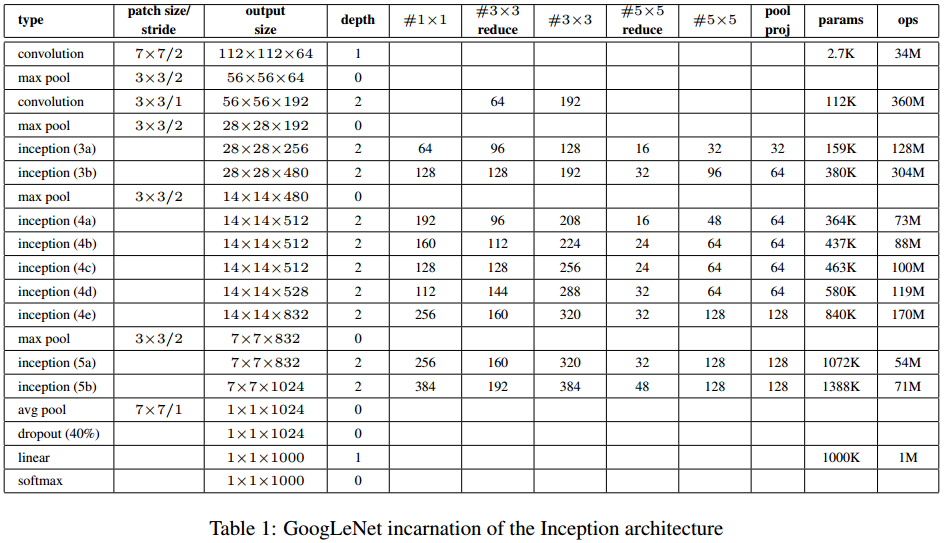 type patch size/ stride output size depth #1×1 #3×3 reduce #3×3 #5×5 reduce #5×5 pool proj params ops
convolution 7×7/2 112×112×64 1 2.7K 34M
max pool 3×3/2 56×56×64 0
convolution 3×3/1 56×56×192 2 64 192 112K 360M
max pool 3×3/2 28×28×192 0
inception (3a) 28×28×256 2 64 96 128 16 32 32 159K 128M
inception (3b) 28×28×480 2 128 128 192 32 96 64 380K 304M
max pool 3×3/2 14×14×480 0
inception (4a) 14×14×512 2 192 96 208 16 48 64 364K 73M
inception (4b) 14×14×512 2 160 112 224 24 64 64 437K 88M
inception (4c) 14×14×512 2 128 128 256 24 64 64 463K 100M
inception (4d) 14×14×528 2 112 144 288 32 64 64 580K 119M
inception (4e) 14×14×832 2 256 160 320 32 128 128 840K 170M
max pool 3×3/2 7×7×832 0
inception (5a) 7×7×832 2 256 160 320 32 128 128 1072K 54M
inception (5b) 7×7×1024 2 384 192 384 48 128 128 1388K 71M
avg pool 7×7/1 1×1×1024 0
dropout (40%) 1×1×1024 0
linear 1×1×1000 1 1000K 1M
softmax 1×1×1000 0
Table 1: GoogLeNet incarnation of the Inception architecture